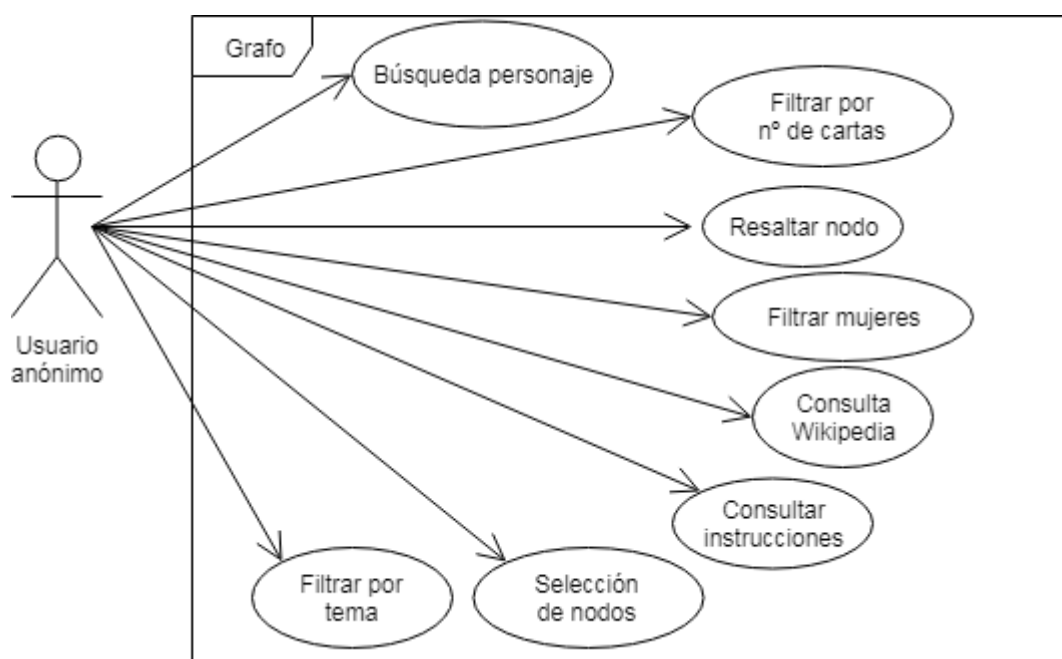 Grafo
Búsqueda personaje
Filtrar por
nº de cartas
Resaltar nodo
Filtrar mujeres
Usuario
anónimo
Consulta
Wikipedia
Consultar
instrucciones
Filtrar por
tema
Selección
de nodos